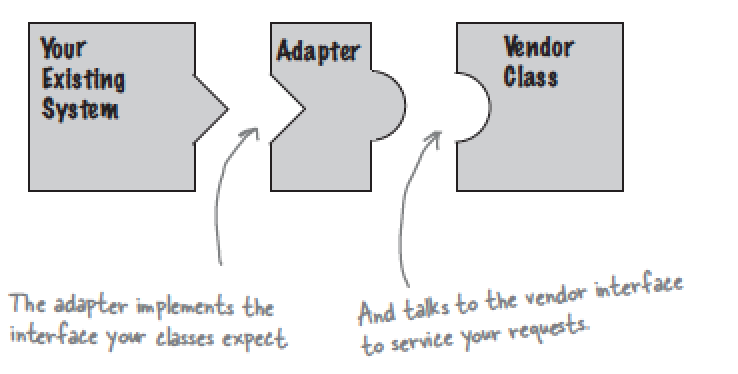 Your
Existing
System
Adapter
Vendor
Class
The adapter implements the
interface your classes expect
And talks to the vendor interface
to service your requests.